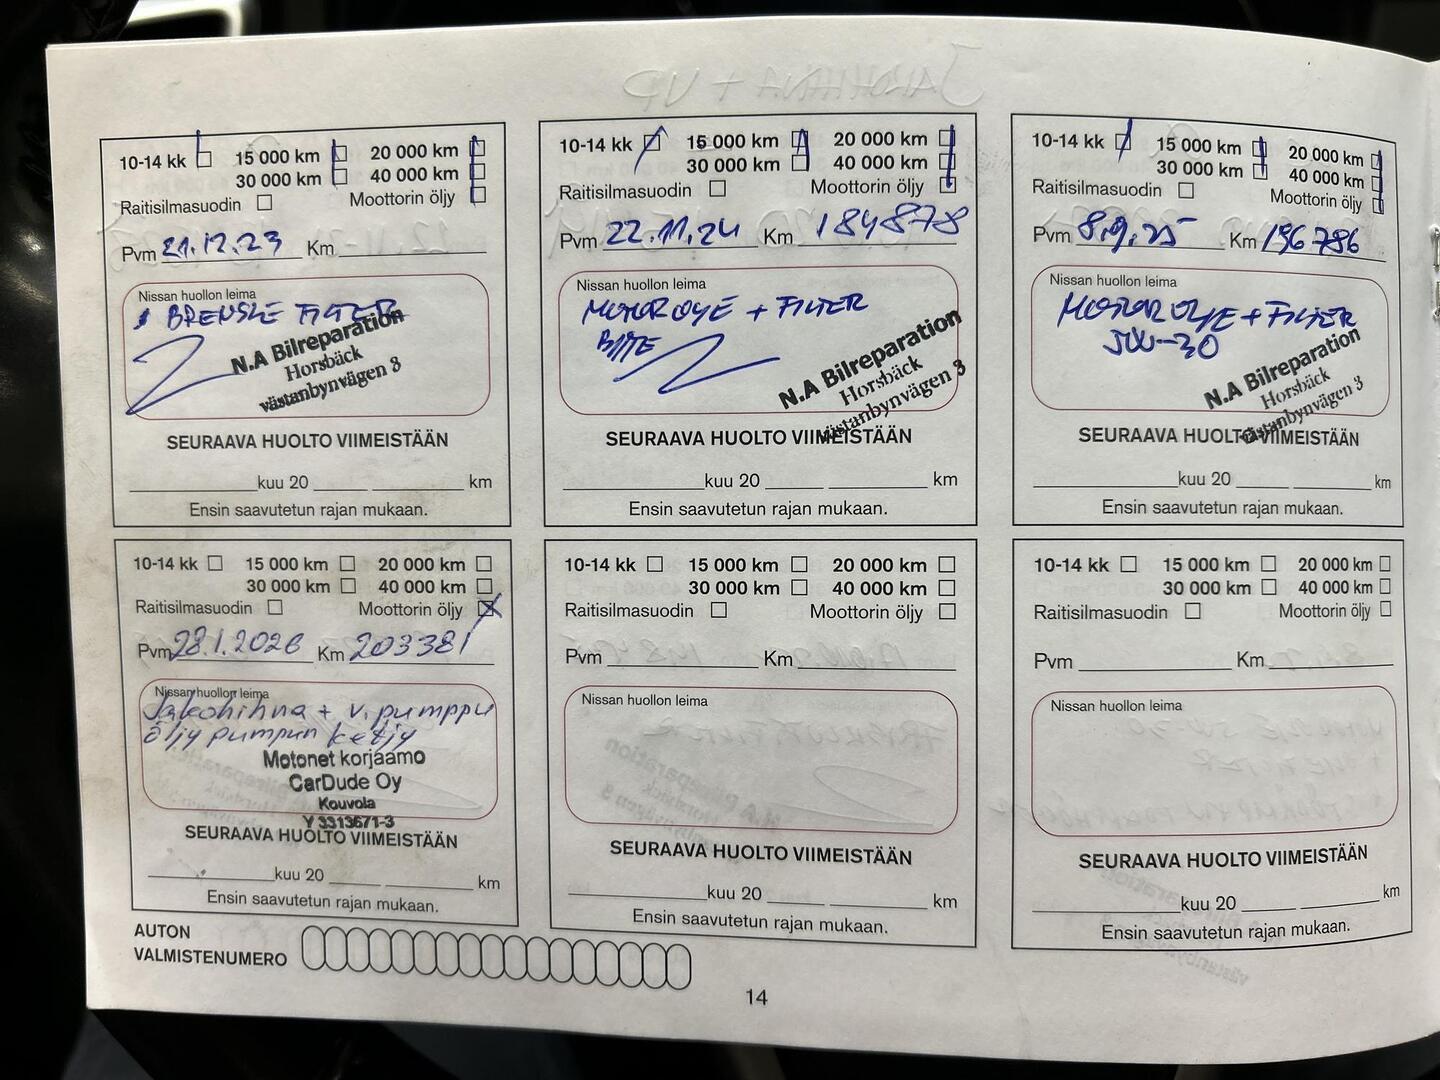 JAKOHIHNA + VP
10-14 kk 15 000 km 20 000 km
30 000 km 40 000 km
Raitisilmasuodin Moottorin öljy
Pvm 21.12.23 Km
Nissan huollon leima
BRENSLE FILTER
N.A Bilreparation
Horsbäck
västanbynvägen 3
SEURAAVA HUOLTO VIIMEISTÄÄN
kuu 20 km
Ensin saavutetun rajan mukaan.
10-14 kk 15 000 km 20 000 km
30 000 km 40 000 km
Raitisilmasuodin Moottorin öljy
Pvm 22.11.24 Km 184878
Nissan huollon leima
MOTOROLJE + FILTER
BYTE
N.A Bilreparation
Horsbäck
västanbynvägen 3
SEURAAVA HUOLTO VIIMEISTÄÄN
kuu 20 km
Ensin saavutetun rajan mukaan.
10-14 kk 15 000 km 20 000 km
30 000 km 40 000 km
Raitisilmasuodin Moottorin öljy
Pvm 8.9.25 Km 196786
Nissan huollon leima
MOTOROLJE + FILTER
5W-30
N.A Bilreparation
Horsbäck
västanbynvägen 3
SEURAAVA HUOLTO VIIMEISTÄÄN
kuu 20 km
Ensin saavutetun rajan mukaan.
10-14 kk 15 000 km 20 000 km
30 000 km 40 000 km
Raitisilmasuodin Moottorin öljy
Pvm 28.1.2026 Km 203381
Nissan huollon leima
Jakohihna + v.pumppu
öljypumpun ketjy
Motonet korjaamo
CarDude Oy
Kouvola
Y 3313671-3
SEURAAVA HUOLTO VIIMEISTÄÄN
kuu 20 km
Ensin saavutetun rajan mukaan.
10-14 kk 15 000 km 20 000 km
30 000 km 40 000 km
Raitisilmasuodin Moottorin öljy
Pvm Km
Nissan huollon leima
SEURAAVA HUOLTO VIIMEISTÄÄN
kuu 20 km
Ensin saavutetun rajan mukaan.
10-14 kk 15 000 km 20 000 km
30 000 km 40 000 km
Raitisilmasuodin Moottorin öljy
Pvm Km
Nissan huollon leima
SEURAAVA HUOLTO VIIMEISTÄÄN
kuu 20 km
Ensin saavutetun rajan mukaan.
AUTON
VALMISTENUMERO
14